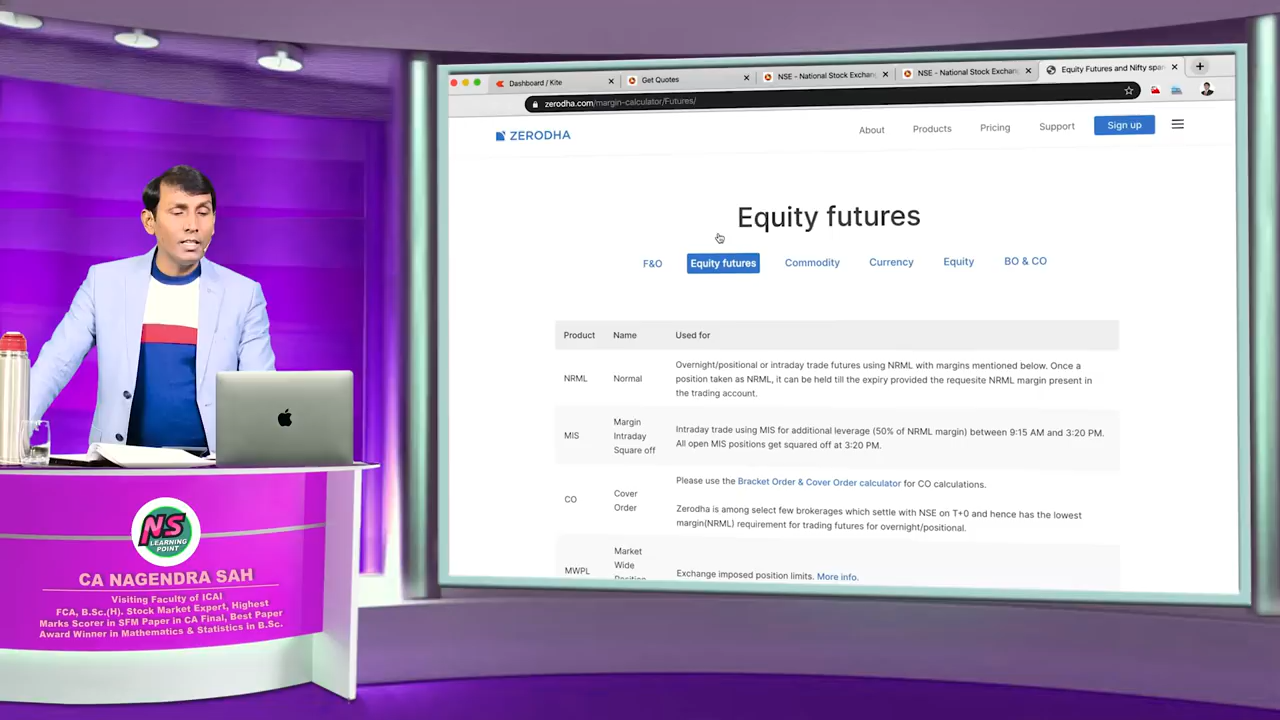 Dashboard / Kite
Get Quotes
NSE - National Stock Exchan
NSE - National Stock Exchan
Equity Futures and Nifty span
zerodha.com/margin-calculator/Futures/
ZERODHA
About
Products
Pricing
Support
Sign up
Equity futures
F&O
Equity futures
Commodity
Currency
Equity
BO & CO
Product Name Used for
NRML Normal
Overnight/positional or intraday trade futures using NRML with margins mentioned below. Once a
position taken as NRML, it can be held till the expiry provided the requesite NRML margin present in
the trading account.
MIS
Margin
Intraday
Square off
Intraday trade using MIS for additional leverage (50% of NRML margin) between 9:15 AM and 3:20 PM.
All open MIS positions get squared off at 3:20 PM.
CO
Cover
Order
Please use the Bracket Order & Cover Order calculator for CO calculations.
Zerodha is among select few brokerages which settle with NSE on T+0 and hence has the lowest
margin(NRML) requirement for trading futures for overnight/positional.
MWPL
Market
Wide
Position
Exchange imposed position limits. More info.
NS
LEARNING
POINT
CA NAGENDRA SAH
Visiting Faculty of ICAI
FCA, B.Sc.(H). Stock Market Expert, Highest
Marks Scorer in SFM Paper in CA Final, Best Paper
Award Winner in Mathematics & Statistics in B.Sc.